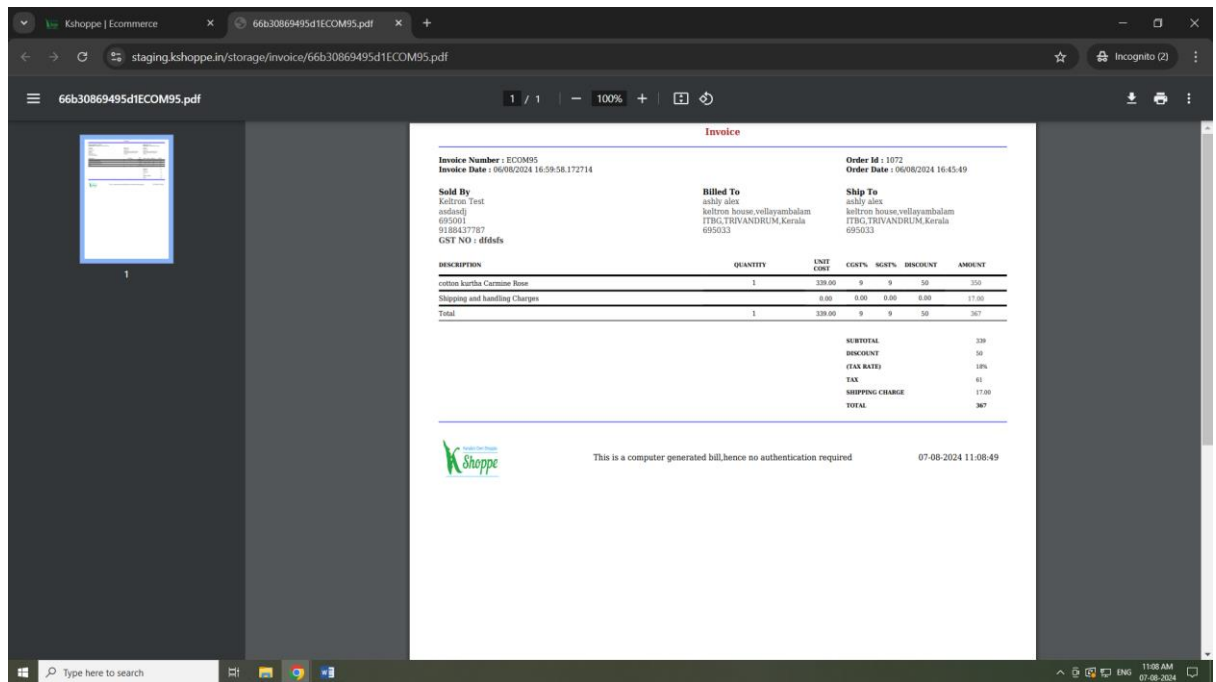 Kshoppe | Ecommerce
66b30869495d1ECOM95.pdf
staging.kshoppe.in/storage/invoice/66b30869495d1ECOM95.pdf
Incognito (2)
66b30869495d1ECOM95.pdf
1 / 1
100%
1
Invoice
Invoice Number : ECOM95
Order Id : 1072
Invoice Date : 06/08/2024 16:59:58.172714
Order Date : 06/08/2024 16:45:49
Sold By
Keltron Test
asdasdj
695001
9188437787
GST NO : dfdsfs
Billed To
ashly alex
keltron house,vellayambalam
ITBG,TRIVANDRUM,Kerala
695033
Ship To
ashly alex
keltron house,vellayambalam
ITBG,TRIVANDRUM,Kerala
695033
DESCRIPTION QUANTITY UNIT COST CGST% SGST% DISCOUNT AMOUNT
cotton kurtha Carmine Rose 1 339.00 9 9 50 350
Shipping and handling Charges 0.00 0.00 0.00 0.00 17.00
Total 1 339.00 9 9 50 367
SUBTOTAL 339
DISCOUNT 50
(TAX RATE) 18%
TAX 61
SHIPPING CHARGE 17.00
TOTAL 367
K Shoppe
This is a computer generated bill,hence no authentication required
07-08-2024 11:08:49
Type here to search
ENG
11:08 AM
07-08-2024